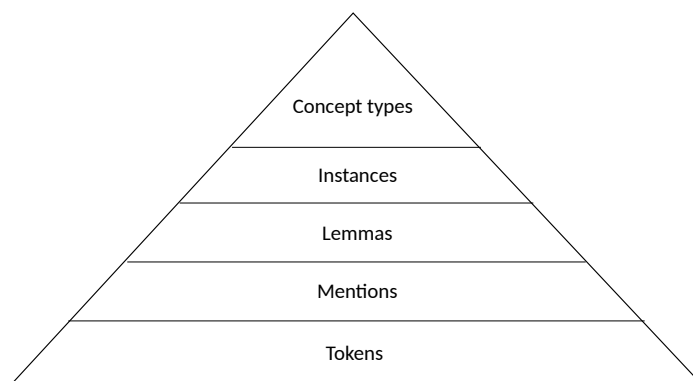 Concept types
Instances
Lemmas
Mentions
Tokens